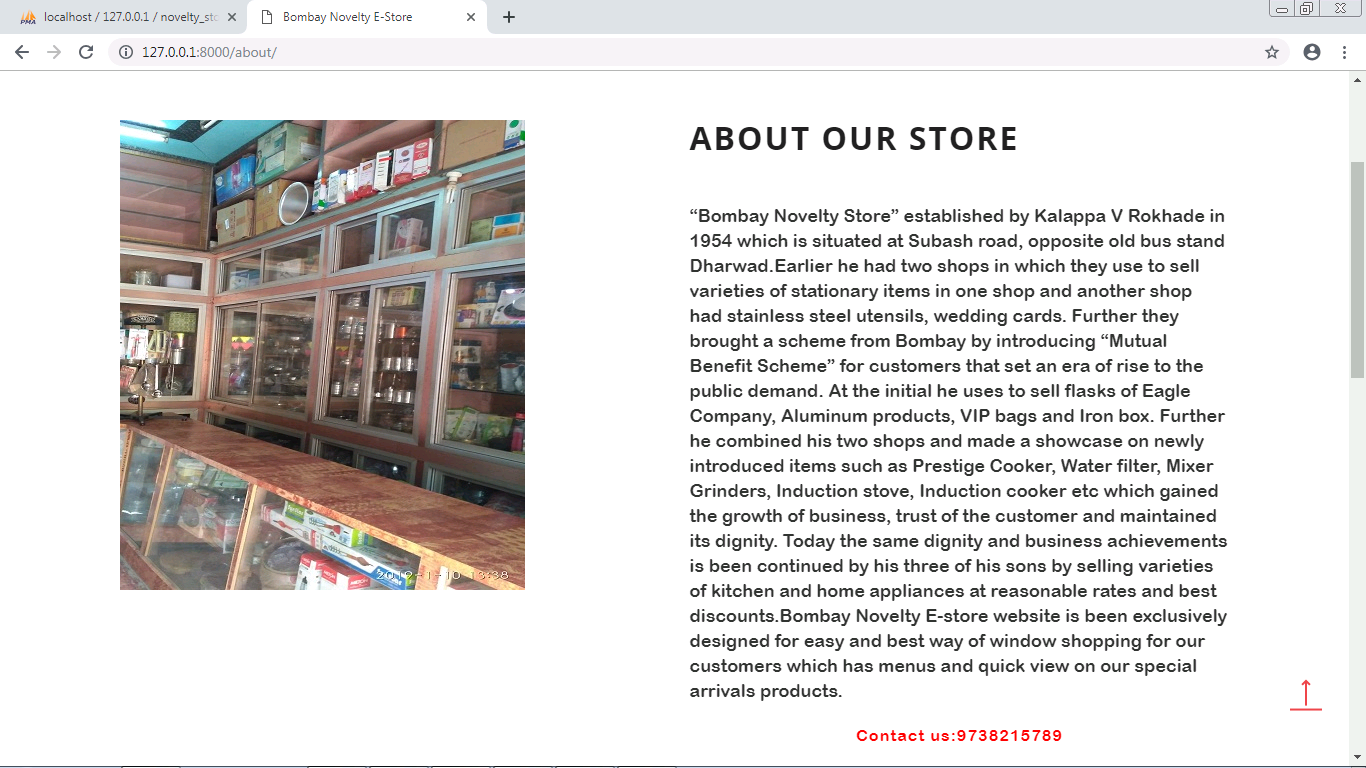 localhost / 127.0.0.1 / novelty_sto
Bombay Novelty E-Store
127.0.0.1:8000/about/
ABOUT OUR STORE
“Bombay Novelty Store” established by Kalappa V Rokhade in
1954 which is situated at Subash road, opposite old bus stand
Dharwad.Earlier he had two shops in which they use to sell
varieties of stationary items in one shop and another shop
had stainless steel utensils, wedding cards. Further they
brought a scheme from Bombay by introducing “Mutual
Benefit Scheme” for customers that set an era of rise to the
public demand. At the initial he uses to sell flasks of Eagle
Company, Aluminum products, VIP bags and Iron box. Further
he combined his two shops and made a showcase on newly
introduced items such as Prestige Cooker, Water filter, Mixer
Grinders, Induction stove, Induction cooker etc which gained
the growth of business, trust of the customer and maintained
its dignity. Today the same dignity and business achievements
is been continued by his three of his sons by selling varieties
of kitchen and home appliances at reasonable rates and best
discounts.Bombay Novelty E-store website is been exclusively
designed for easy and best way of window shopping for our
customers which has menus and quick view on our special
arrivals products.
Contact us:9738215789
2019-1-10 13:38